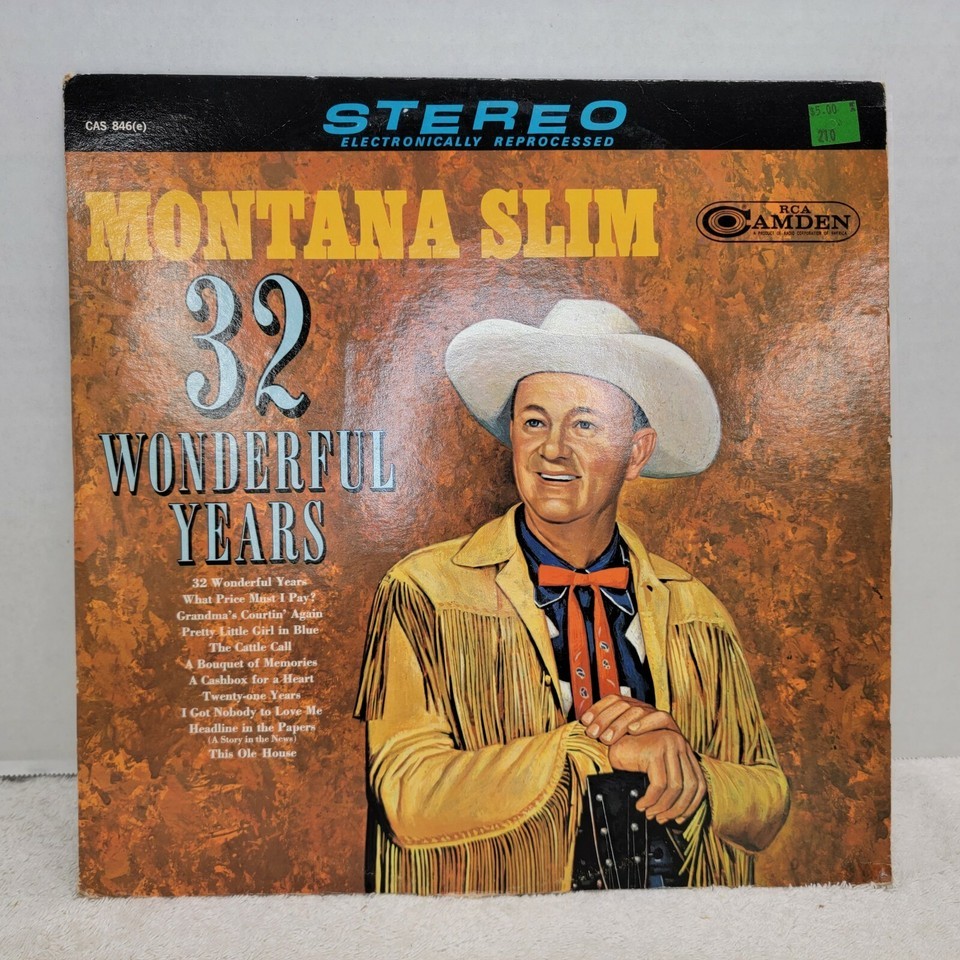 CAS 846(e)
STEREO
ELECTRONICALLY REPROCESSED
$5.00
210
MONTANA SLIM
RCA
CAMDEN
32
WONDERFUL
YEARS
32 Wonderful Years
What Price Must I Pay?
Grandma's Courtin' Again
Pretty Little Girl in Blue
The Cattle Call
A Bouquet of Memories
A Cashbox for a Heart
Twenty-one Years
I Got Nobody to Love Me
Headline in the Papers
(A Story in the News)
This Ole House